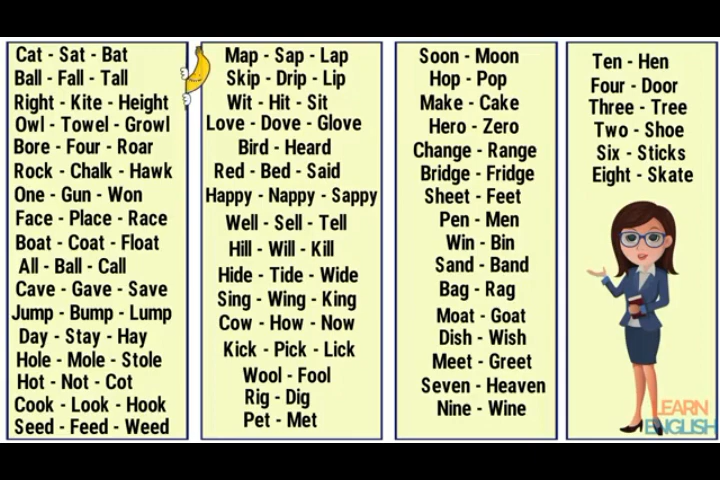 Cat - Sat - Bat
Ball - Fall - Tall
Right - Kite - Height
Owl - Towel - Growl
Bore - Four - Roar
Rock - Chalk - Hawk
One - Gun - Won
Face - Place - Race
Boat - Coat - Float
All - Ball - Call
Cave - Gave - Save
Jump - Bump - Lump
Day - Stay - Hay
Hole - Mole - Stole
Hot - Not - Cot
Cook - Look - Hook
Seed - Feed - Weed
Map - Sap - Lap
Skip - Drip - Lip
Wit - Hit - Sit
Love - Dove - Glove
Bird - Heard
Red - Bed - Said
Happy - Nappy - Sappy
Well - Sell - Tell
Hill - Will - Kill
Hide - Tide - Wide
Sing - Wing - King
Cow - How - Now
Kick - Pick - Lick
Wool - Fool
Rig - Dig
Pet - Met
Soon - Moon
Hop - Pop
Make - Cake
Hero - Zero
Change - Range
Bridge - Fridge
Sheet - Feet
Pen - Men
Win - Bin
Sand - Band
Bag - Rag
Moat - Goat
Dish - Wish
Meet - Greet
Seven - Heaven
Nine - Wine
Ten - Hen
Four - Door
Three - Tree
Two - Shoe
Six - Sticks
Eight - Skate
LEARN
ENGLISH